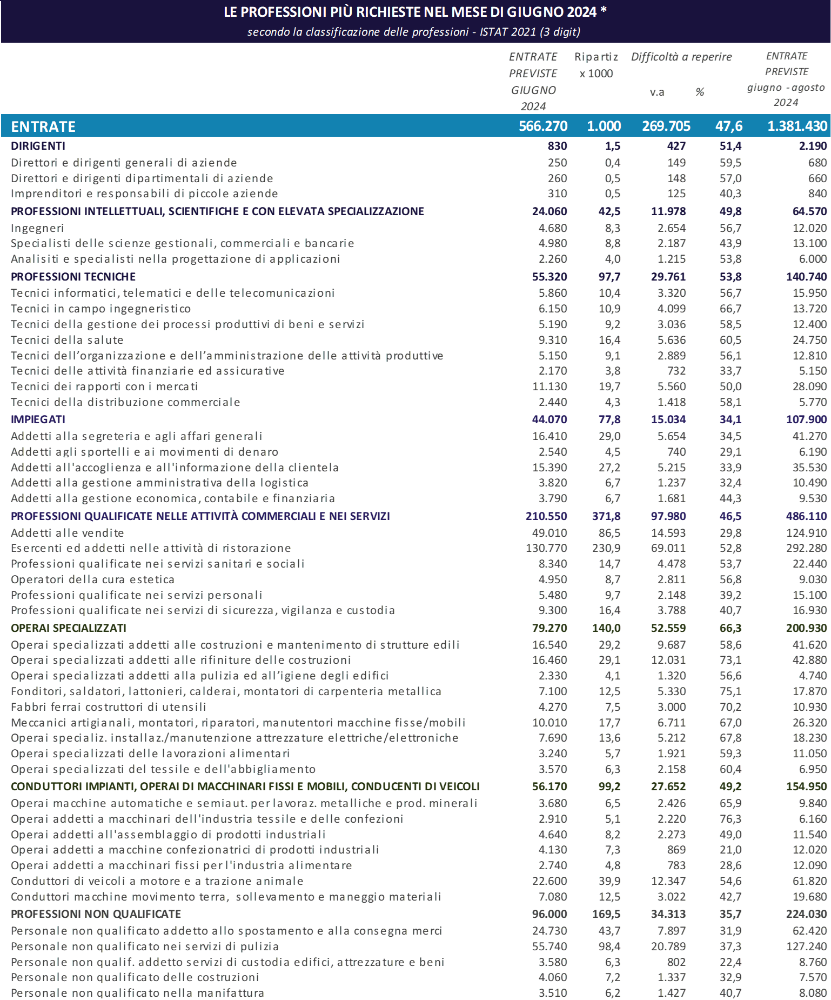 LE PROFESSIONI PIÙ RICHIESTE NEL MESE DI GIUGNO 2024 *
secondo la classificazione delle professioni - ISTAT 2021 (3 digit)
ENTRATE PREVISTE GIUGNO 2024 Ripartiz x 1000 Difficoltà a reperire v.a % ENTRATE PREVISTE giugno - agosto 2024
ENTRATE 566.270 1.000 269.705 47,6 1.381.430
DIRIGENTI 830 1,5 427 51,4 2.190
Direttori e dirigenti generali di aziende 250 0,4 149 59,5 680
Direttori e dirigenti dipartimentali di aziende 260 0,5 148 57,0 660
Imprenditori e responsabili di piccole aziende 310 0,5 125 40,3 840
PROFESSIONI INTELLETTUALI, SCIENTIFICHE E CON ELEVATA SPECIALIZZAZIONE 24.060 42,5 11.978 49,8 64.570
Ingegneri 4.680 8,3 2.654 56,7 12.020
Specialisti delle scienze gestionali, commerciali e bancarie 4.980 8,8 2.187 43,9 13.100
Analisiti e specialisti nella progettazione di applicazioni 2.260 4,0 1.215 53,8 6.000
PROFESSIONI TECNICHE 55.320 97,7 29.761 53,8 140.740
Tecnici informatici, telematici e delle telecomunicazioni 5.860 10,4 3.320 56,7 15.950
Tecnici in campo ingegneristico 6.150 10,9 4.099 66,7 13.720
Tecnici della gestione dei processi produttivi di beni e servizi 5.190 9,2 3.036 58,5 12.400
Tecnici della salute 9.310 16,4 5.636 60,5 24.750
Tecnici dell’organizzazione e dell’amministrazione delle attività produttive 5.150 9,1 2.889 56,1 12.810
Tecnici delle attività finanziarie ed assicurative 2.170 3,8 732 33,7 5.150
Tecnici dei rapporti con i mercati 11.130 19,7 5.560 50,0 28.090
Tecnici della distribuzione commerciale 2.440 4,3 1.418 58,1 5.770
IMPIEGATI 44.070 77,8 15.034 34,1 107.900
Addetti alla segreteria e agli affari generali 16.410 29,0 5.654 34,5 41.270
Addetti agli sportelli e ai movimenti di denaro 2.540 4,5 740 29,1 6.190
Addetti all'accoglienza e all'informazione della clientela 15.390 27,2 5.215 33,9 35.530
Addetti alla gestione amministrativa della logistica 3.820 6,7 1.237 32,4 10.490
Addetti alla gestione economica, contabile e finanziaria 3.790 6,7 1.681 44,3 9.530
PROFESSIONI QUALIFICATE NELLE ATTIVITÀ COMMERCIALI E NEI SERVIZI 210.550 371,8 97.980 46,5 486.110
Addetti alle vendite 49.010 86,5 14.593 29,8 124.910
Esercenti ed addetti nelle attività di ristorazione 130.770 230,9 69.011 52,8 292.280
Professioni qualificate nei servizi sanitari e sociali 8.340 14,7 4.478 53,7 22.440
Operatori della cura estetica 4.950 8,7 2.811 56,8 9.030
Professioni qualificate nei servizi personali 5.480 9,7 2.148 39,2 15.100
Professioni qualificate nei servizi di sicurezza, vigilanza e custodia 9.300 16,4 3.788 40,7 16.930
OPERAI SPECIALIZZATI 79.270 140,0 52.559 66,3 200.930
Operai specializzati addetti alle costruzioni e mantenimento di strutture edili 16.540 29,2 9.687 58,6 41.620
Operai specializzati addetti alle rifiniture delle costruzioni 16.460 29,1 12.031 73,1 42.880
Operai specializzati addetti alla pulizia ed all’igiene degli edifici 2.330 4,1 1.320 56,6 4.740
Fonditori, saldatori, lattonieri, calderai, montatori di carpenteria metallica 7.100 12,5 5.330 75,1 17.870
Fabbri ferrai costruttori di utensili 4.270 7,5 3.000 70,2 10.930
Meccanici artigianali, montatori, riparatori, manutentori macchine fisse/mobili 10.010 17,7 6.711 67,0 26.320
Operai specializ. installaz./manutenzione attrezzature elettriche/elettroniche 7.690 13,6 5.212 67,8 18.230
Operai specializzati delle lavorazioni alimentari 3.240 5,7 1.921 59,3 11.050
Operai specializzati del tessile e dell'abbigliamento 3.570 6,3 2.158 60,4 6.950
CONDUTTORI IMPIANTI, OPERAI DI MACCHINARI FISSI E MOBILI, CONDUCENTI DI VEICOLI 56.170 99,2 27.652 49,2 154.950
Operai macchine automatiche e semiaut. per lavoraz. metalliche e prod. minerali 3.680 6,5 2.426 65,9 9.840
Operai addetti a macchinari dell'industria tessile e delle confezioni 2.910 5,1 2.220 76,3 6.160
Operai addetti all'assemblaggio di prodotti industriali 4.640 8,2 2.273 49,0 11.540
Operai addetti a macchine confezionatrici di prodotti industriali 4.130 7,3 869 21,0 12.020
Operai addetti a macchinari fissi per l'industria alimentare 2.740 4,8 783 28,6 12.090
Conduttori di veicoli a motore e a trazione animale 22.600 39,9 12.347 54,6 61.820
Conduttori macchine movimento terra, sollevamento e maneggio materiali 7.080 12,5 3.022 42,7 19.680
PROFESSIONI NON QUALIFICATE 96.000 169,5 34.313 35,7 224.030
Personale non qualificato addetto allo spostamento e alla consegna merci 24.730 43,7 7.897 31,9 62.420
Personale non qualificato nei servizi di pulizia 55.740 98,4 20.789 37,3 127.240
Personale non qualif. addetto servizi di custodia edifici, attrezzature e beni 3.580 6,3 802 22,4 8.760
Personale non qualificato delle costruzioni 4.060 7,2 1.337 32,9 7.570
Personale non qualificato nella manifattura 3.510 6,2 1.427 40,7 8.080